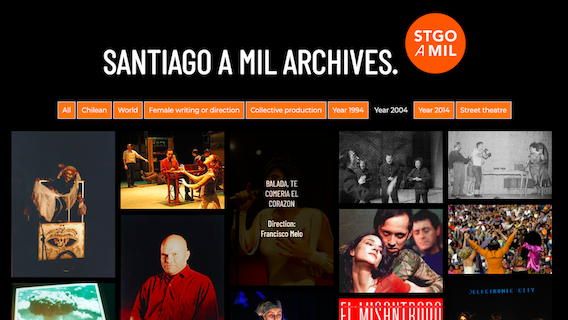 STGO
A MIL
SANTIAGO A MIL ARCHIVES.
All
Chilean
World
Female writing or direction
Collective production
Year 1994
Year 2004
Year 2014
Street theatre
BALADA, TE
COMERIA EL
CORAZON
Direction:
Francisco Melo
ELECTRONIC CITY
EL MISANTROPO